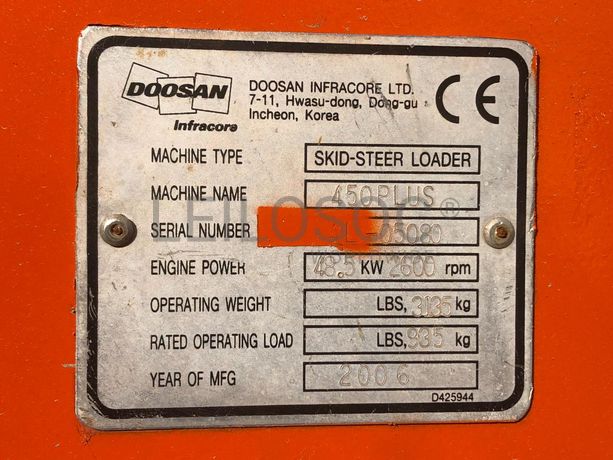 DOOSAN
Infracore
DOOSAN INFRACORE LTD.
7-11, Hwasu-dong, Dong-gu
Incheon, Korea
CE
MACHINE TYPE SKID-STEER LOADER
MACHINE NAME 450PLUS
LEILOSOC®
SERIAL NUMBER 05080
ENGINE POWER 48.5 KW 2600 rpm
OPERATING WEIGHT LBS, 3135 kg
RATED OPERATING LOAD LBS, 935 kg
YEAR OF MFG 2006
D425944